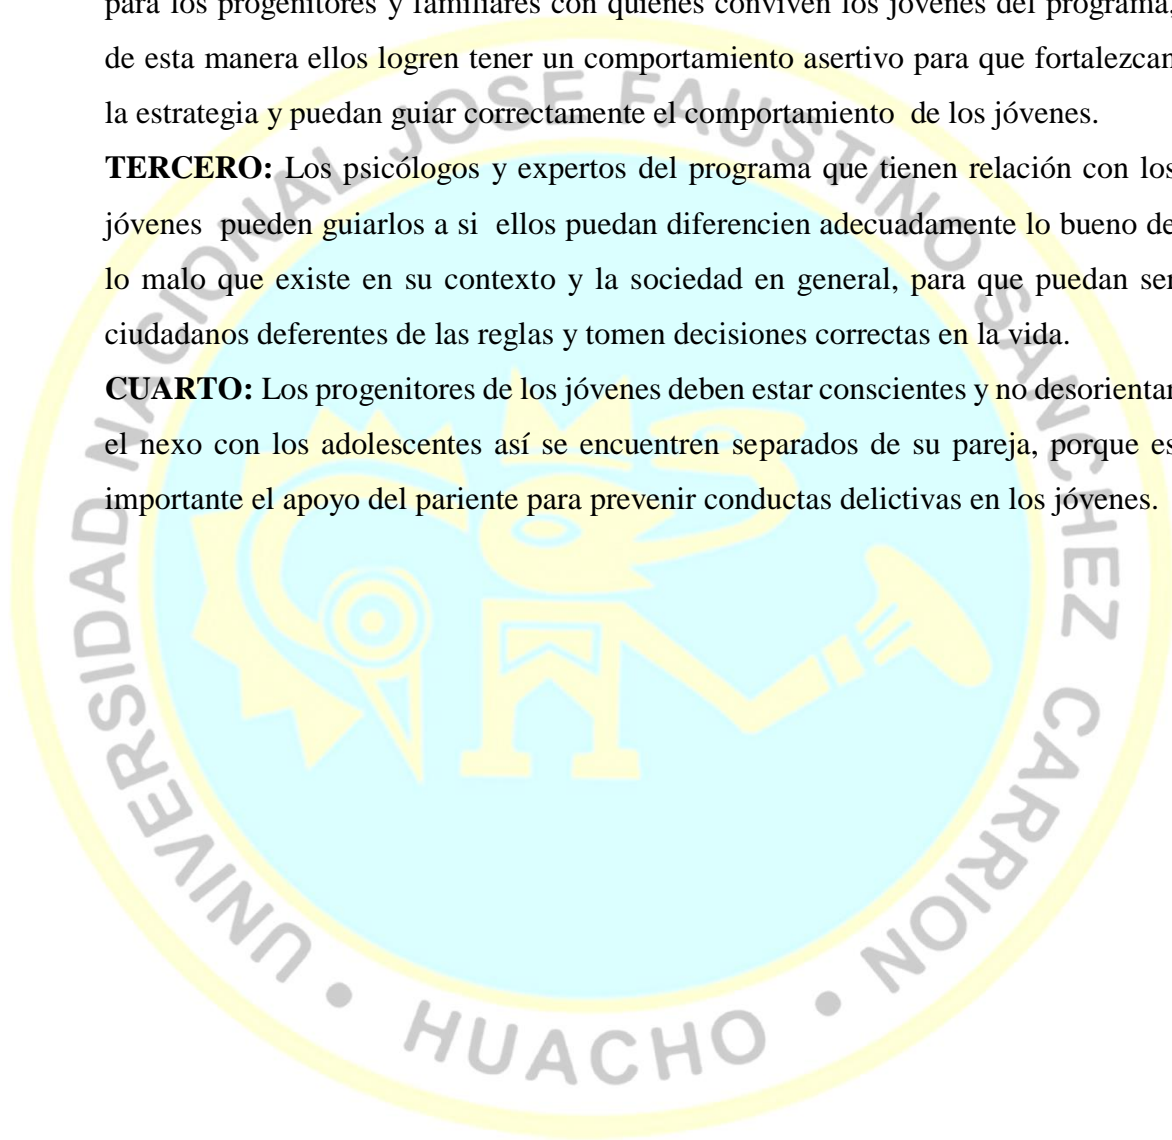 para los progenitores y familiares con quienes conviven los jóvenes del programa,
de esta manera ellos logren tener un comportamiento asertivo para que fortalezcan
la estrategia y puedan guiar correctamente el comportamiento de los jóvenes.
TERCERO: Los psicólogos y expertos del programa que tienen relación con los
jóvenes pueden guiarlos a si ellos puedan diferencien adecuadamente lo bueno de
lo malo que existe en su contexto y la sociedad en general, para que puedan ser
ciudadanos deferentes de las reglas y tomen decisiones correctas en la vida.
CUARTO: Los progenitores de los jóvenes deben estar conscientes y no desorientar
el nexo con los adolescentes así se encuentren separados de su pareja, porque es
importante el apoyo del pariente para prevenir conductas delictivas en los jóvenes.
UNIVERSIDAD NACIONAL JOSE FAUSTINO SANCHEZ CARRION
• HUACHO •